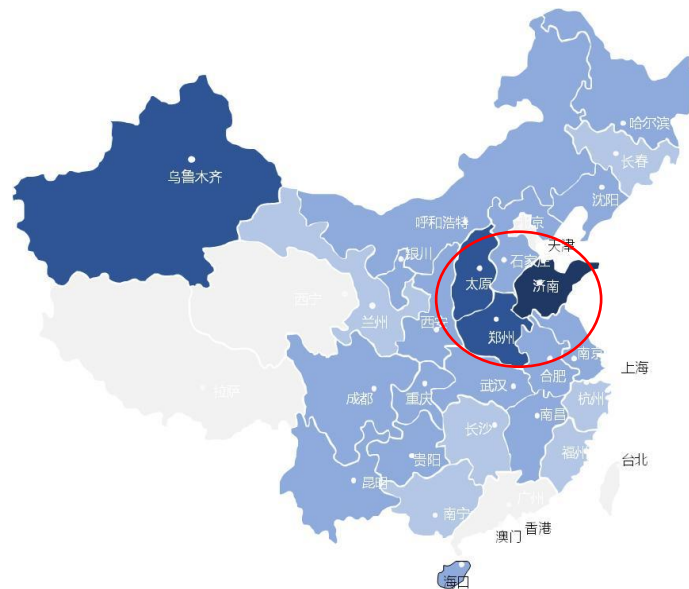 哈尔滨
长春
乌鲁木齐
沈阳
呼和浩特
北京
天津
银川
石家庄
太原
济南
西宁
兰州
西安
郑州
南京
合肥
上海
武汉
拉萨
成都
重庆
杭州
南昌
长沙
福州
贵阳
台北
昆明
广州
南宁
香港
澳门
海口